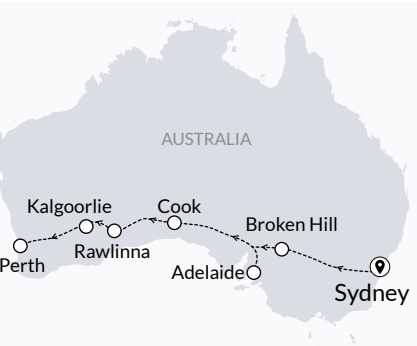 AUSTRALIA
Kalgoorlie
Cook
Broken Hill
Rawlinna
Perth
Adelaide
Sydney